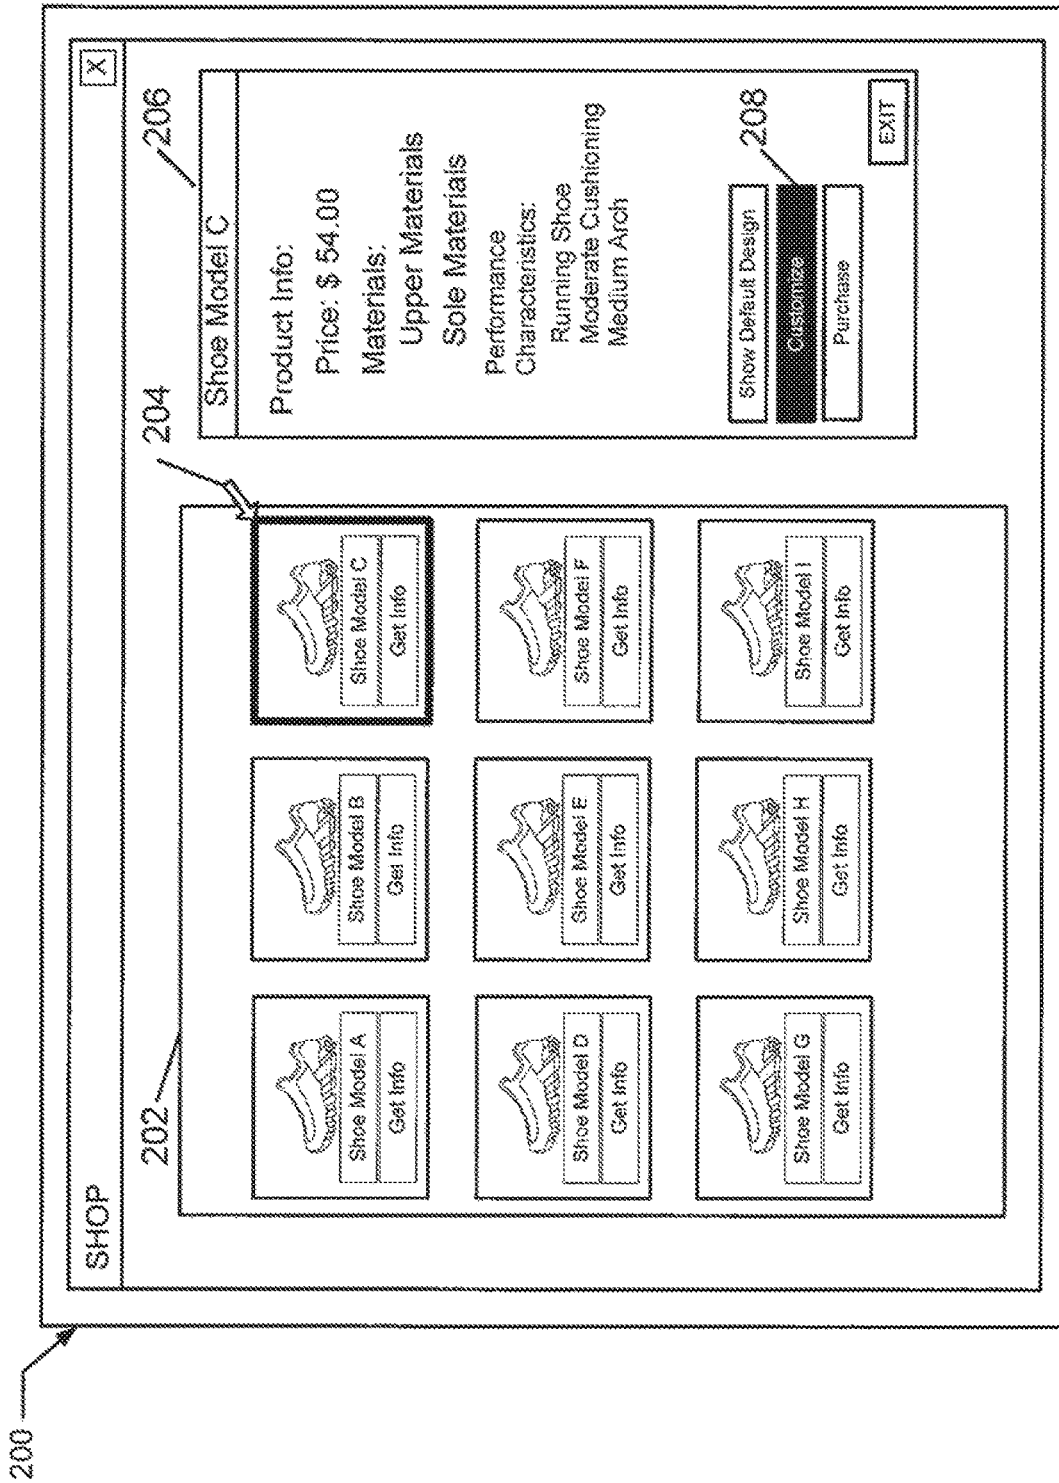 200
SHOP
X
202
204
206
Shoe Model A
Get Info
Shoe Model B
Get Info
Shoe Model C
Get Info
Shoe Model D
Get Info
Shoe Model E
Get Info
Shoe Model F
Get Info
Shoe Model G
Get Info
Shoe Model H
Get Info
Shoe Model I
Get Info
Shoe Model C
Product Info:
Price: $ 54.00
Materials:
Upper Materials
Sole Materials
Performance
Characteristics:
Running Shoe
Moderate Cushioning
Medium Arch
208
Show Default Design
Customize
Purchase
EXIT